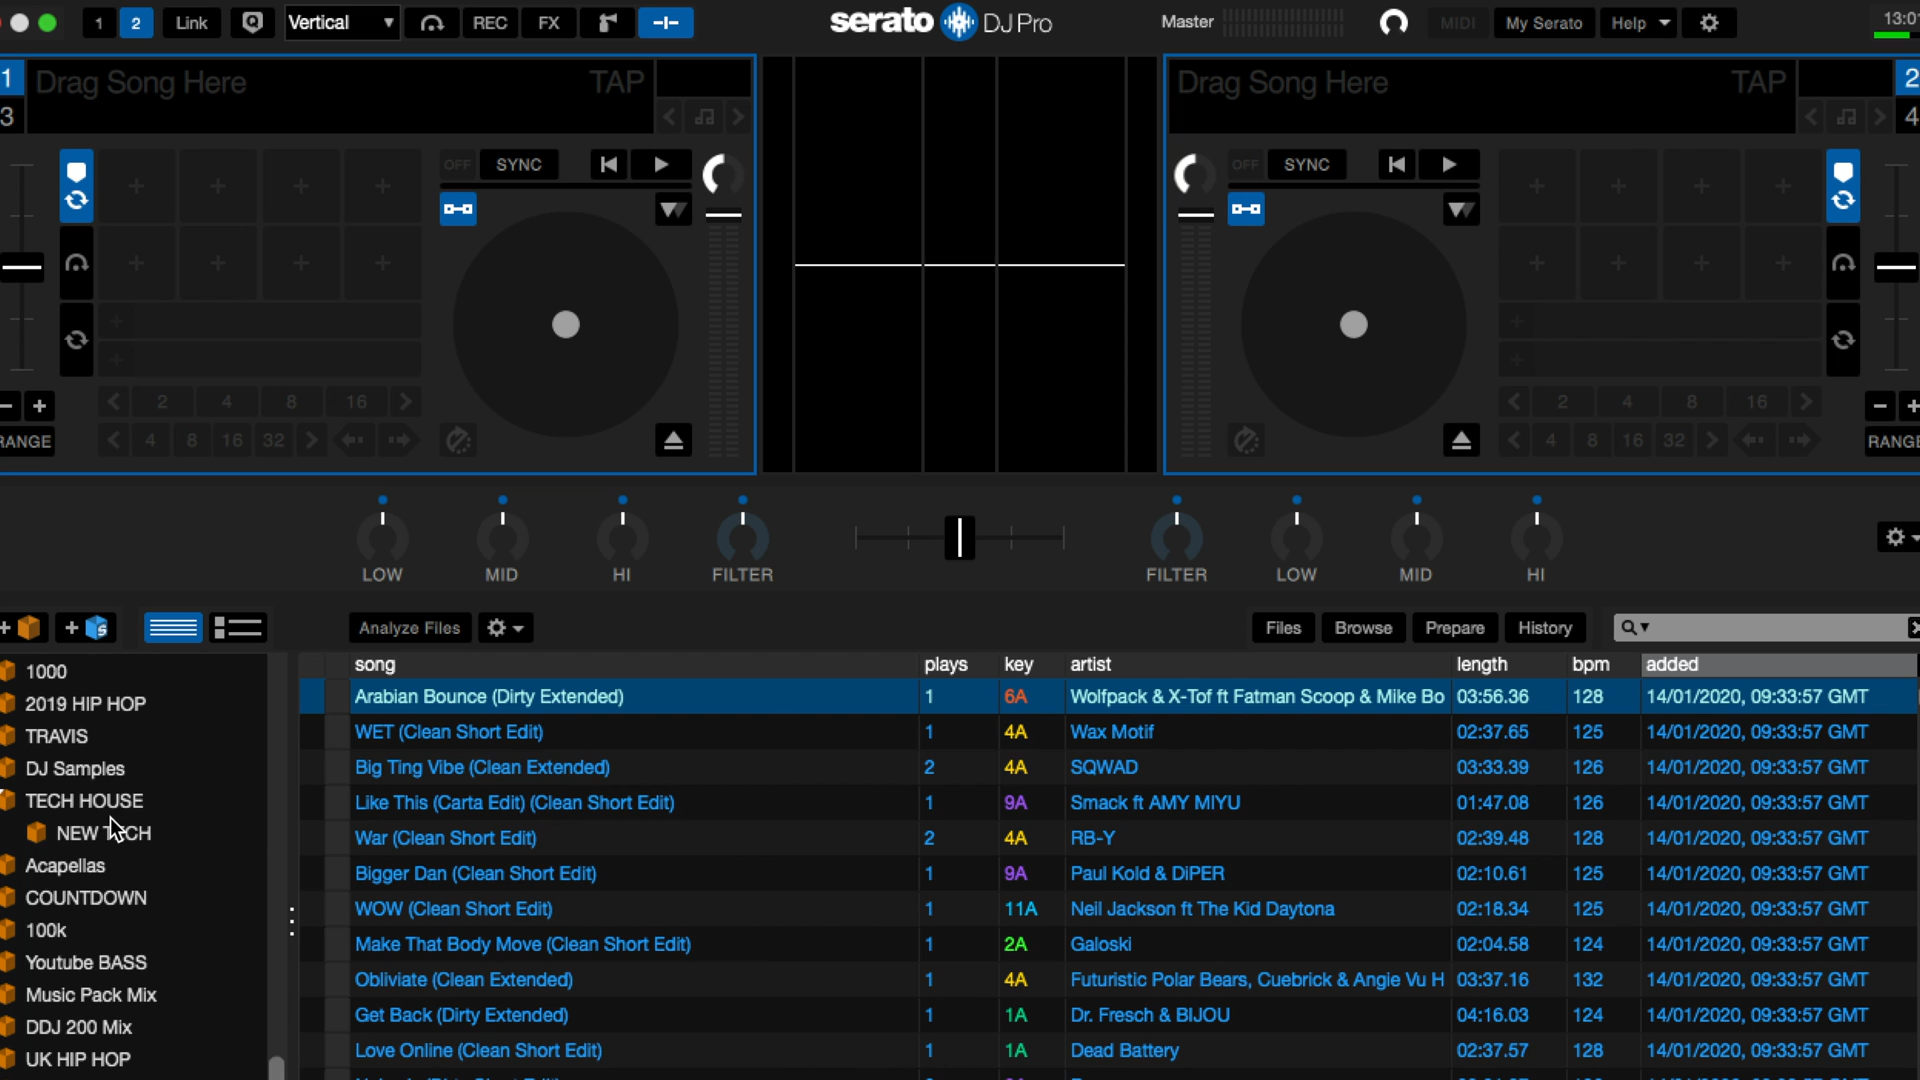 1 2 Link Vertical REC FX serato DJ Pro Master MIDI My Serato Help 13:01
1 Drag Song Here TAP
3
Drag Song Here TAP 2
4
OFF SYNC
OFF SYNC
2 4 8 16
4 8 16 32
2 4 8 16
4 8 16 32
RANGE
RANGE
LOW MID HI FILTER FILTER LOW MID HI
Analyze Files Files Browse Prepare History
1000
2019 HIP HOP
TRAVIS
DJ Samples
TECH HOUSE
NEW TECH
Acapellas
COUNTDOWN
100k
Youtube BASS
Music Pack Mix
DDJ 200 Mix
UK HIP HOP
song plays key artist length bpm added
Arabian Bounce (Dirty Extended) 1 6A Wolfpack & X-Tof ft Fatman Scoop & Mike Bo 03:56.36 128 14/01/2020, 09:33:57 GMT
WET (Clean Short Edit) 1 4A Wax Motif 02:37.65 125 14/01/2020, 09:33:57 GMT
Big Ting Vibe (Clean Extended) 2 4A SQWAD 03:33.39 126 14/01/2020, 09:33:57 GMT
Like This (Carta Edit) (Clean Short Edit) 1 9A Smack ft AMY MIYU 01:47.08 126 14/01/2020, 09:33:57 GMT
War (Clean Short Edit) 2 4A RB-Y 02:39.48 128 14/01/2020, 09:33:57 GMT
Bigger Dan (Clean Short Edit) 1 9A Paul Kold & DiPER 02:10.61 125 14/01/2020, 09:33:57 GMT
WOW (Clean Short Edit) 1 11A Neil Jackson ft The Kid Daytona 02:18.34 125 14/01/2020, 09:33:57 GMT
Make That Body Move (Clean Short Edit) 1 2A Galoski 02:04.58 124 14/01/2020, 09:33:57 GMT
Obliviate (Clean Extended) 1 4A Futuristic Polar Bears, Cuebrick & Angie Vu H 03:37.16 132 14/01/2020, 09:33:57 GMT
Get Back (Dirty Extended) 1 1A Dr. Fresch & BIJOU 04:16.03 124 14/01/2020, 09:33:57 GMT
Love Online (Clean Short Edit) 1 1A Dead Battery 02:37.57 128 14/01/2020, 09:33:57 GMT